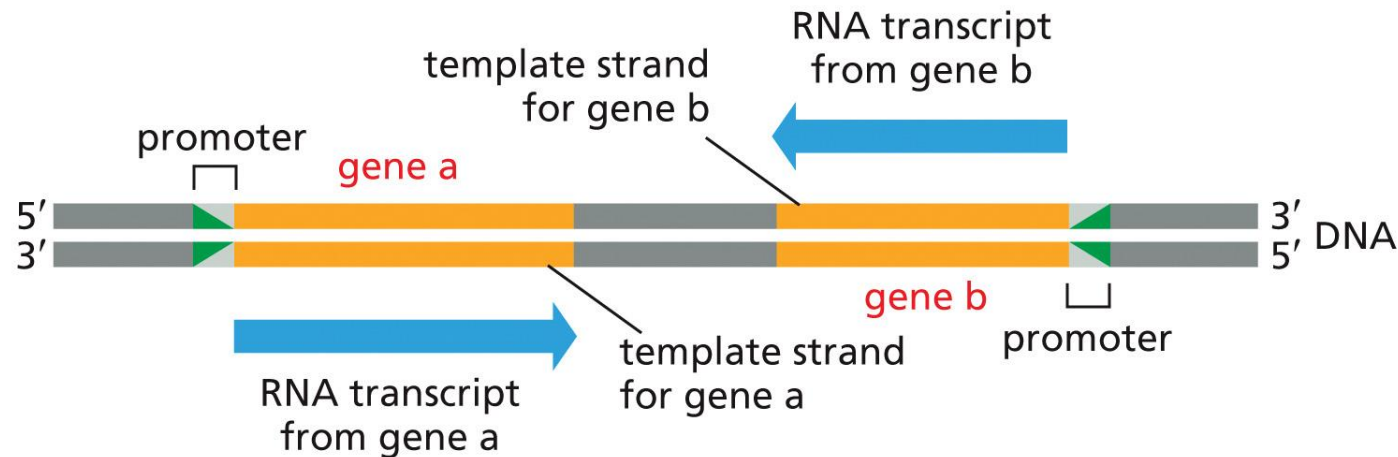 RNA transcript
from gene b
template strand
for gene b
promoter
gene a
5′
3′
DNA
3′
5′
gene b
promoter
template strand
for gene a
RNA transcript
from gene a